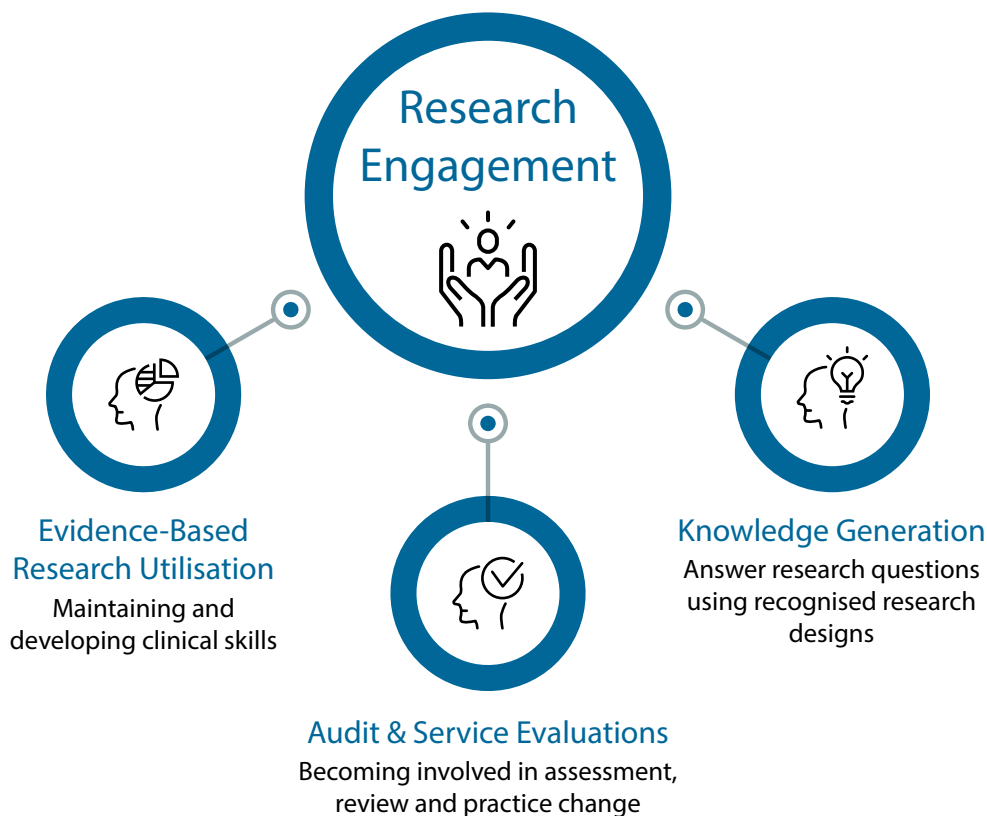 Research
Engagement
Evidence-Based
Research Utilisation
Maintaining and
developing clinical skills
Audit & Service Evaluations
Becoming involved in assessment,
review and practice change
Knowledge Generation
Answer research questions
using recognised research
designs